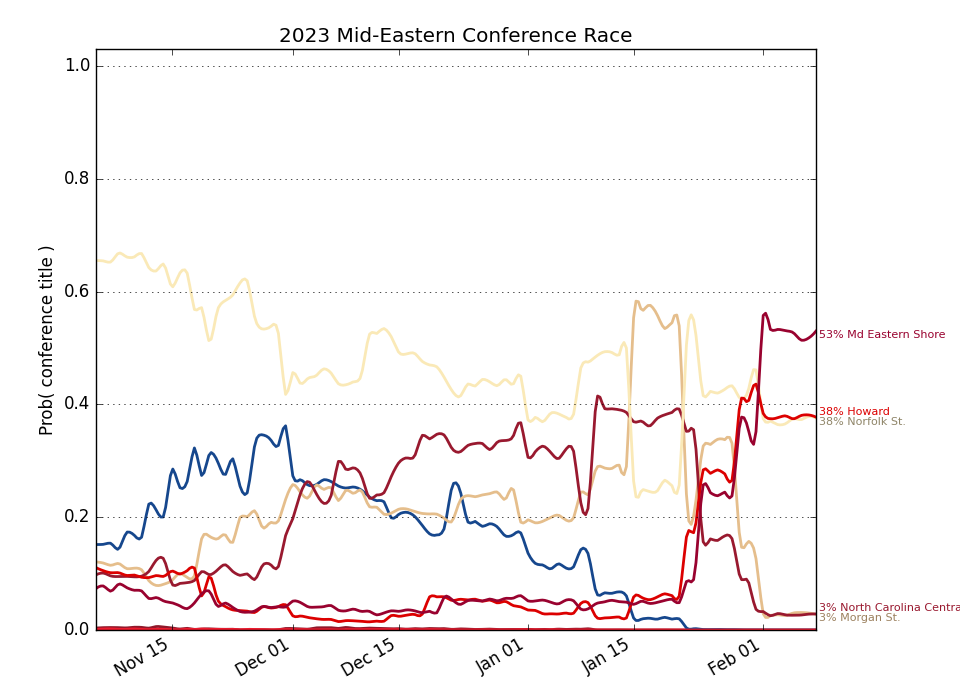 2023 Mid-Eastern Conference Race
Prob( conference title )
1.0
0.8
0.6
0.4
0.2
0.0
Nov 15
Dec 01
Dec 15
Jan 01
Jan 15
Feb 01
53% Md Eastern Shore
38% Howard
38% Norfolk St.
3% North Carolina Centra
3% Morgan St.